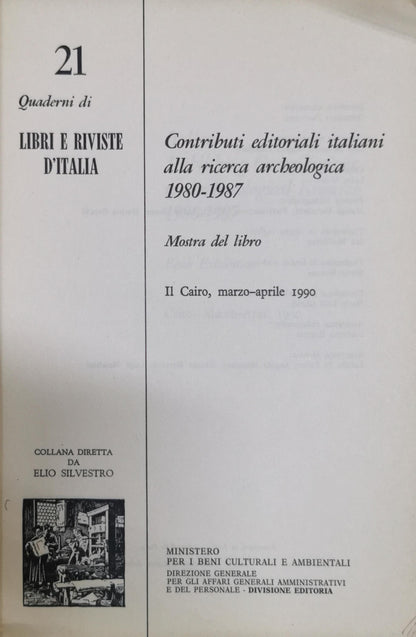 21
Quaderni di
LIBRI E RIVISTE
D'ITALIA
Contributi editoriali italiani
alla ricerca archeologica
1980-1987
Mostra del libro
Il Cairo, marzo-aprile 1990
COLLANA DIRETTA
DA
ELIO SILVESTRO
MINISTERO
PER I BENI CULTURALI E AMBIENTALI
DIREZIONE GENERALE
PER GLI AFFARI GENERALI AMMINISTRATIVI
E DEL PERSONALE - DIVISIONE EDITORIA